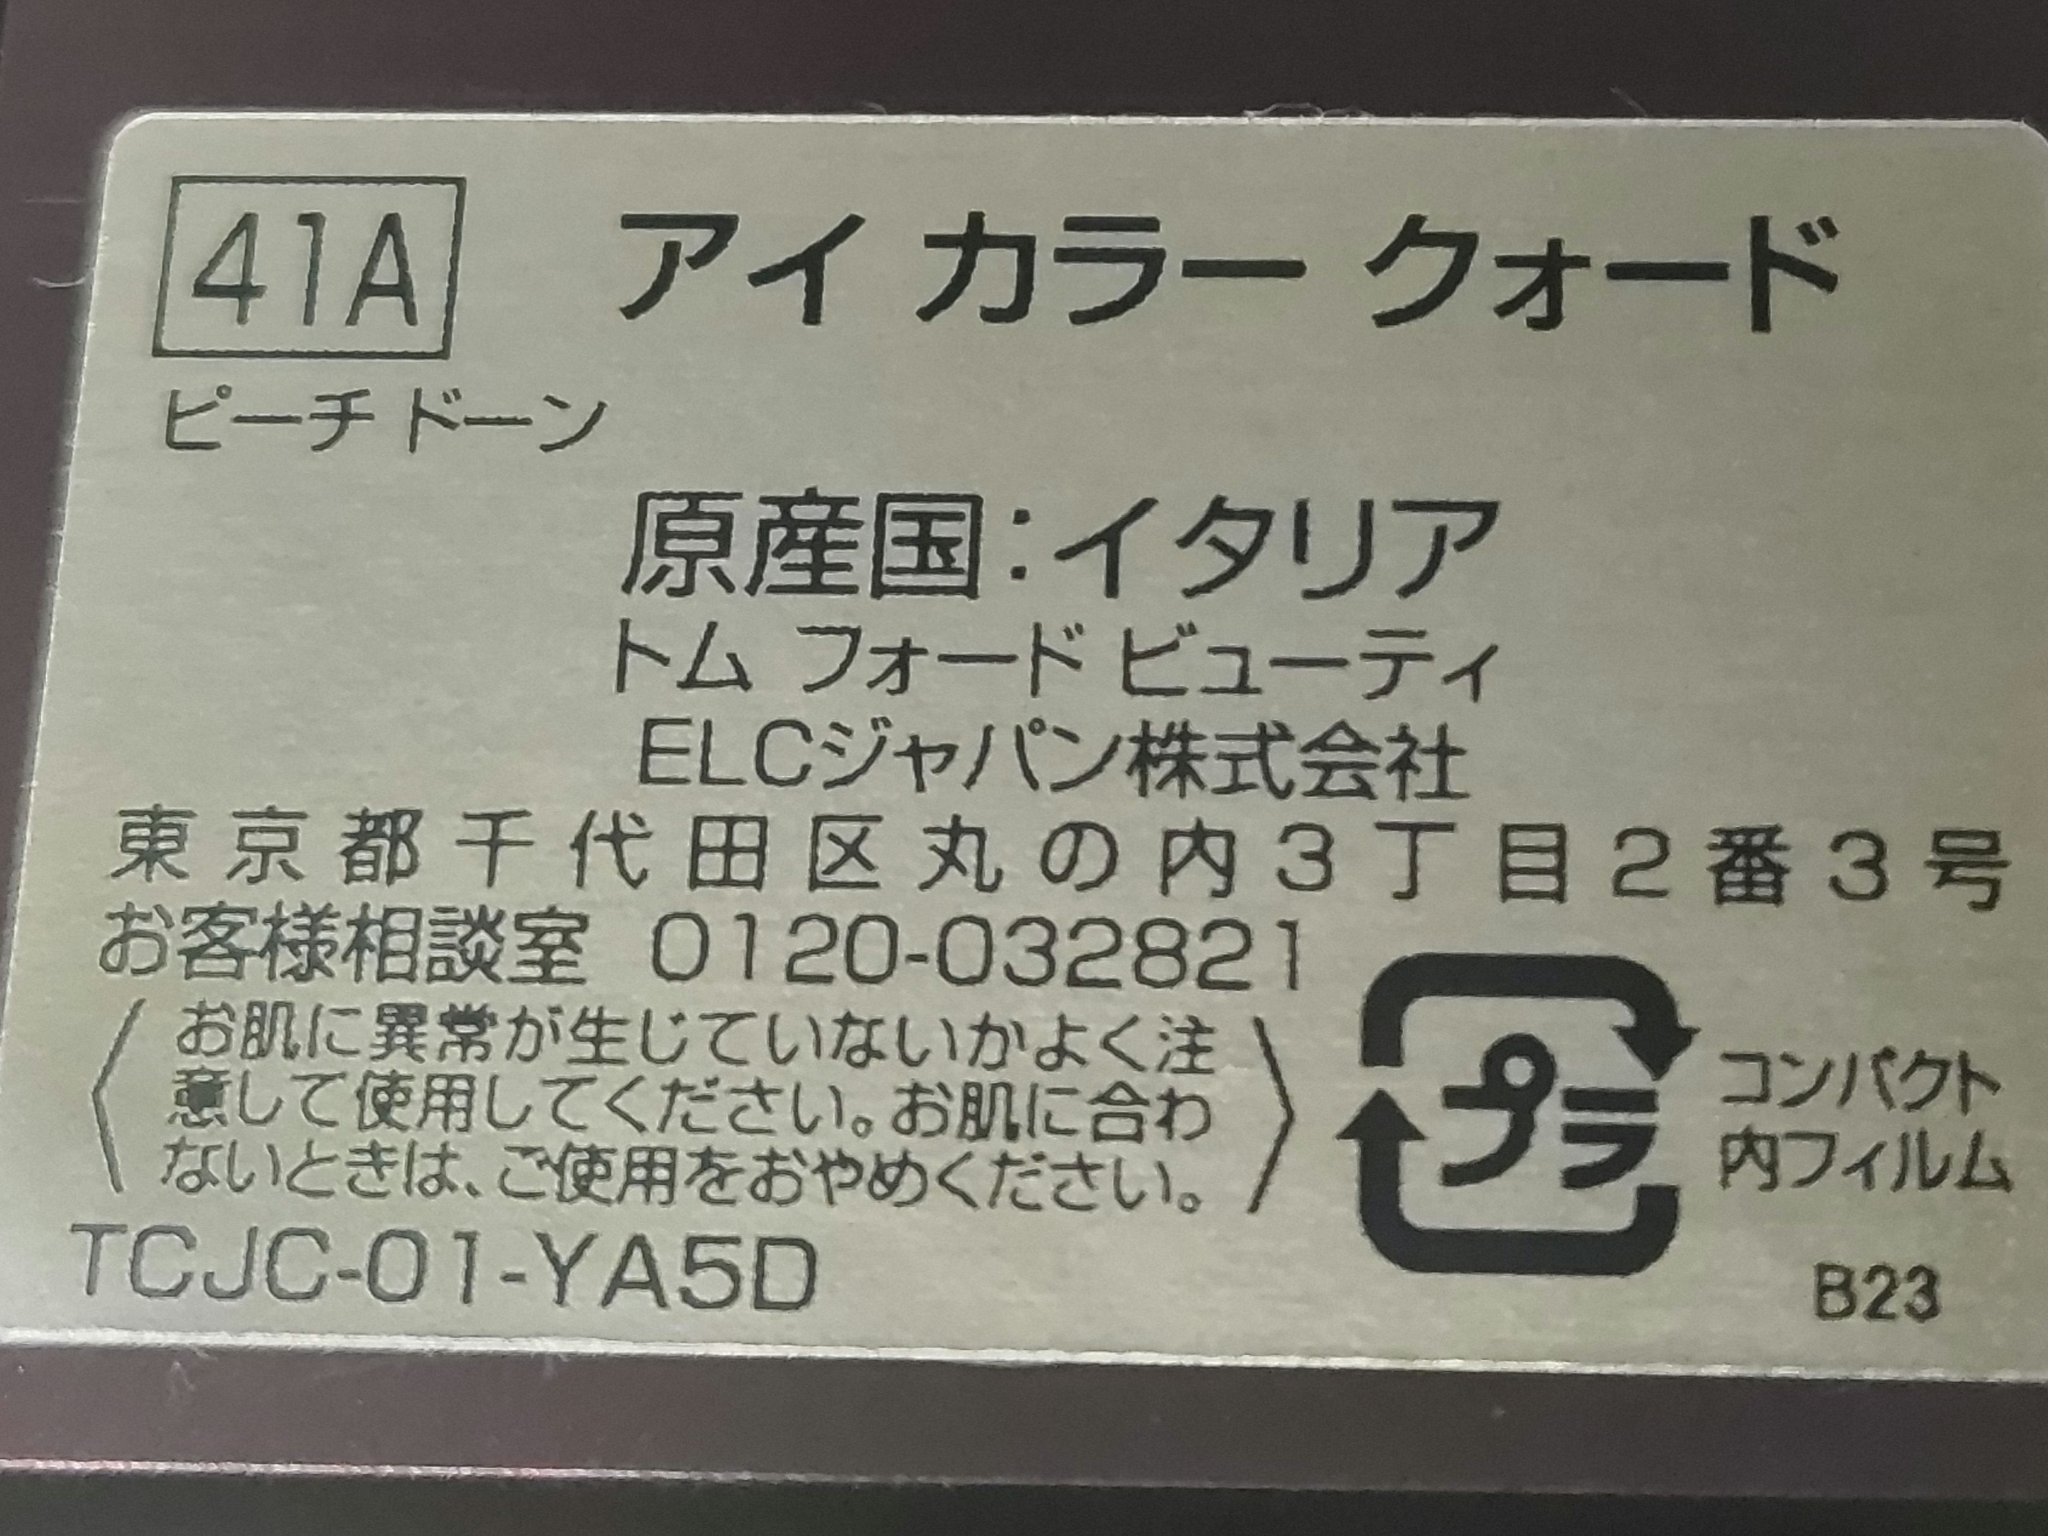 41A アイ カラー クォード
ピーチ ドーン
原産国：イタリア
トム フォード ビューティ
ELCジャパン株式会社
東京都千代田区丸の内3丁目2番3号
お客様相談室 0120-032821
〈お肌に異常が生じていないかよく注
意して使用してください。お肌に合わ
ないときは、ご使用をおやめください。〉
プラ
コンパクト
内フィルム
TCJC-01-YA5D
B23